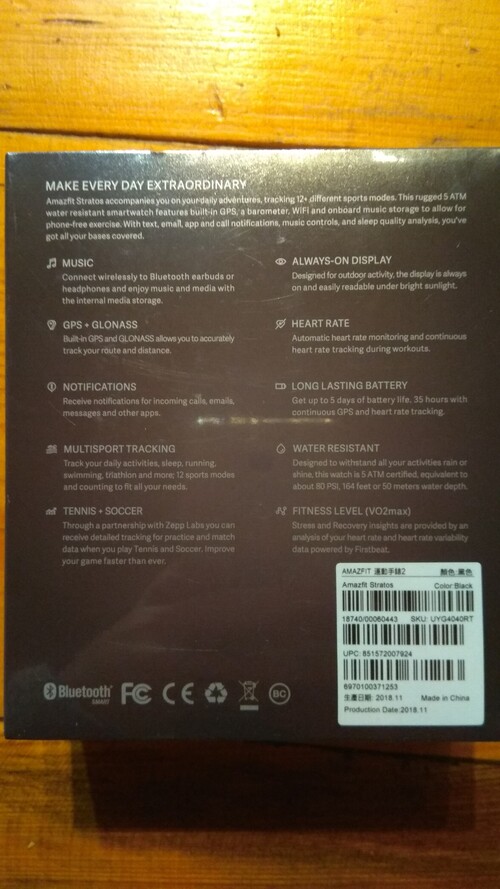 MAKE EVERY DAY EXTRAORDINARY
Amazfit Stratos accompanies you on your daily adventures, tracking 12+ different sports modes. This rugged 5 ATM
water resistant smartwatch features built-in GPS, a barometer, WiFi and onboard music storage to allow for
phone-free exercise. With text, email, app and call notifications, music controls, and sleep quality analysis, you've
got all your bases covered.
MUSIC
Connect wirelessly to Bluetooth earbuds or
headphones and enjoy music and media with
the internal media storage.
GPS + GLONASS
Built-in GPS and GLONASS allows you to accurately
track your route and distance.
NOTIFICATIONS
Receive notifications for incoming calls, emails,
messages and other apps.
MULTISPORT TRACKING
Track your daily activities, sleep, running,
swimming, triathlon and more; 12 sports modes
and counting to fit all your needs.
TENNIS + SOCCER
Through a partnership with Zepp Labs you can
receive detailed tracking for practice and match
data when you play Tennis and Soccer. Improve
your game faster than ever.
ALWAYS-ON DISPLAY
Designed for outdoor activity, the display is always
on and easily readable under bright sunlight.
HEART RATE
Automatic heart rate monitoring and continuous
heart rate tracking during workouts.
LONG LASTING BATTERY
Get up to 5 days of battery life. 35 hours with
continuous GPS and heart rate tracking.
WATER RESISTANT
Designed to withstand all your activities rain or
shine, this watch is 5 ATM certified, equivalent to
about 80 PSI, 164 feet or 50 meters water depth.
FITNESS LEVEL (VO2max)
Stress and Recovery insights are provided by an
analysis of your heart rate and heart rate variability
data powered by Firstbeat.
AMAZFIT 運動手錶2 顏色:黑色
Amazfit Stratos Color:Black
18740/00060443 SKU: UYG4040RT
UPC: 851572007924
6970100371253
生產日期: 2018.11 Made in China
Production Date:2018.11
Bluetooth SMART FC CE BC